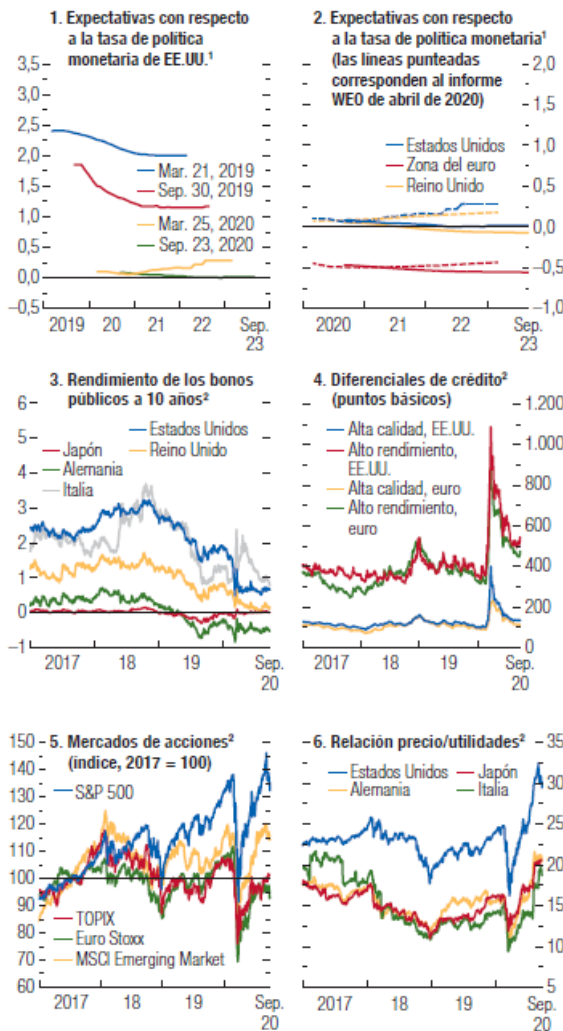 1. Expectativas con respecto
a la tasa de política
monetaria de EE.UU.¹
3,5
3,0
2,5
2,0
1,5
1,0
0,5
0,0
–0,5
Mar. 21, 2019
Sep. 30, 2019
Mar. 25, 2020
Sep. 23, 2020
2019 20 21 22 Sep.
23
2. Expectativas con respecto
a la tasa de política monetaria¹
(las líneas punteadas
corresponden al informe
WEO de abril de 2020)
2,0
1,5
1,0
0,5
0,0
–0,5
–1,0
Estados Unidos
Zona del euro
Reino Unido
2020 21 22 Sep.
23
3. Rendimiento de los bonos
públicos a 10 años²
6
5
4
3
2
1
0
–1
Estados Unidos
Japón
Reino Unido
Alemania
Italia
2017 18 19 Sep.
20
4. Diferenciales de crédito²
(puntos básicos)
1.200
1.000
800
600
400
200
0
Alta calidad, EE.UU.
Alto rendimiento,
EE.UU.
Alta calidad, euro
Alto rendimiento,
euro
2017 18 19 Sep.
20
5. Mercados de acciones²
(índice, 2017 = 100)
150
140
130
120
110
100
90
80
70
60
S&P 500
TOPIX
Euro Stoxx
MSCI Emerging Market
2017 18 19 Sep.
20
6. Relación precio/utilidades²
35
30
25
20
15
10
5
Estados Unidos
Japón
Alemania
Italia
2017 18 19 Sep.
20